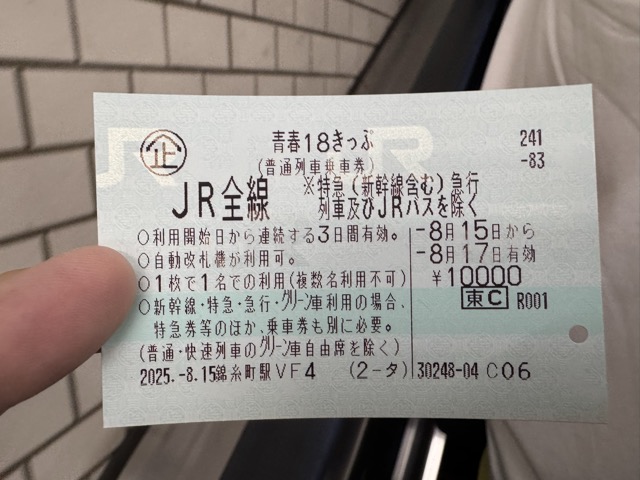 企 青春18きっぷ 241
(普通列車乗車券) -83
JR全線 ※特急(新幹線含む)急行
列車及びJRバスを除く
○利用開始日から連続する3日間有効。 -8月15日から
○自動改札機が利用可。 -8月17日有効
○1枚で1名での利用(複数名利用不可) ¥10000
○新幹線・特急・急行・グリーン車利用の場合、 東C R001
特急券等のほか、乗車券も別に必要。
(普通・快速列車のグリーン車自由席を除く)
2025.-8.15錦糸町駅VF4 (2-タ) 30248-04 C06